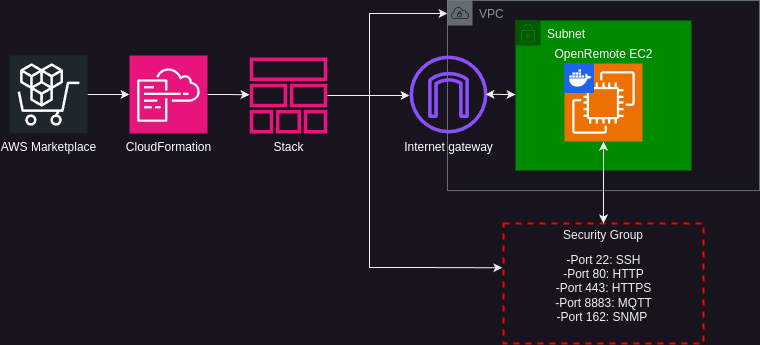 VPC
Subnet
OpenRemote EC2
AWS Marketplace
CloudFormation
Stack
Internet gateway
Security Group
-Port 22: SSH
-Port 80: HTTP
-Port 443: HTTPS
-Port 8883: MQTT
-Port 162: SNMP